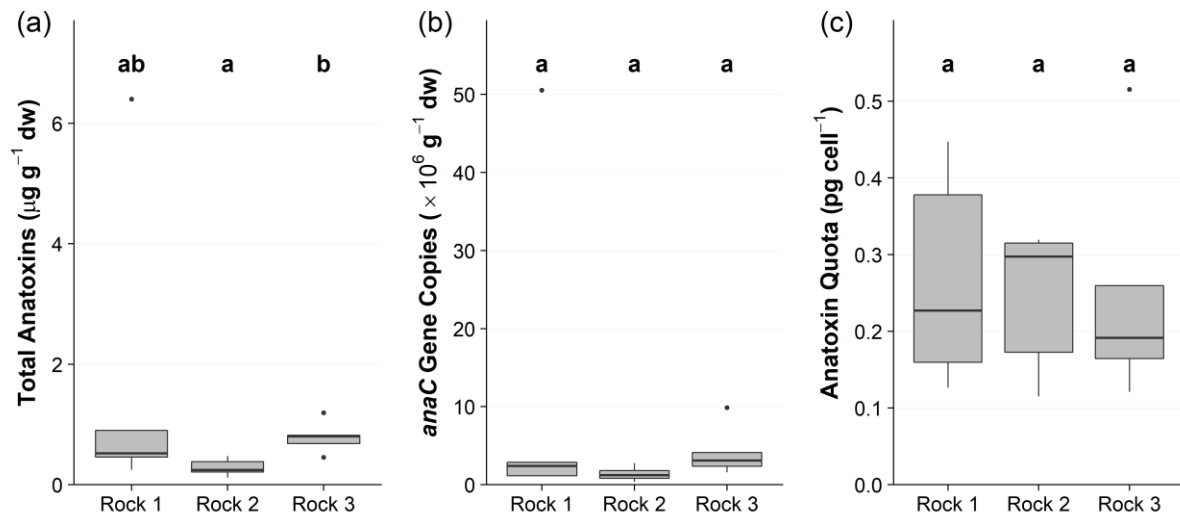 (a)
Total Anatoxins (μg g⁻¹ dw)
6
4
2
0
ab a b
Rock 1 Rock 2 Rock 3
(b)
anaC Gene Copies (×10⁶ g⁻¹ dw)
50
40
30
20
10
0
a a a
Rock 1 Rock 2 Rock 3
(c)
Anatoxin Quota (pg cell⁻¹)
0.5
0.4
0.3
0.2
0.1
0.0
a a a
Rock 1 Rock 2 Rock 3